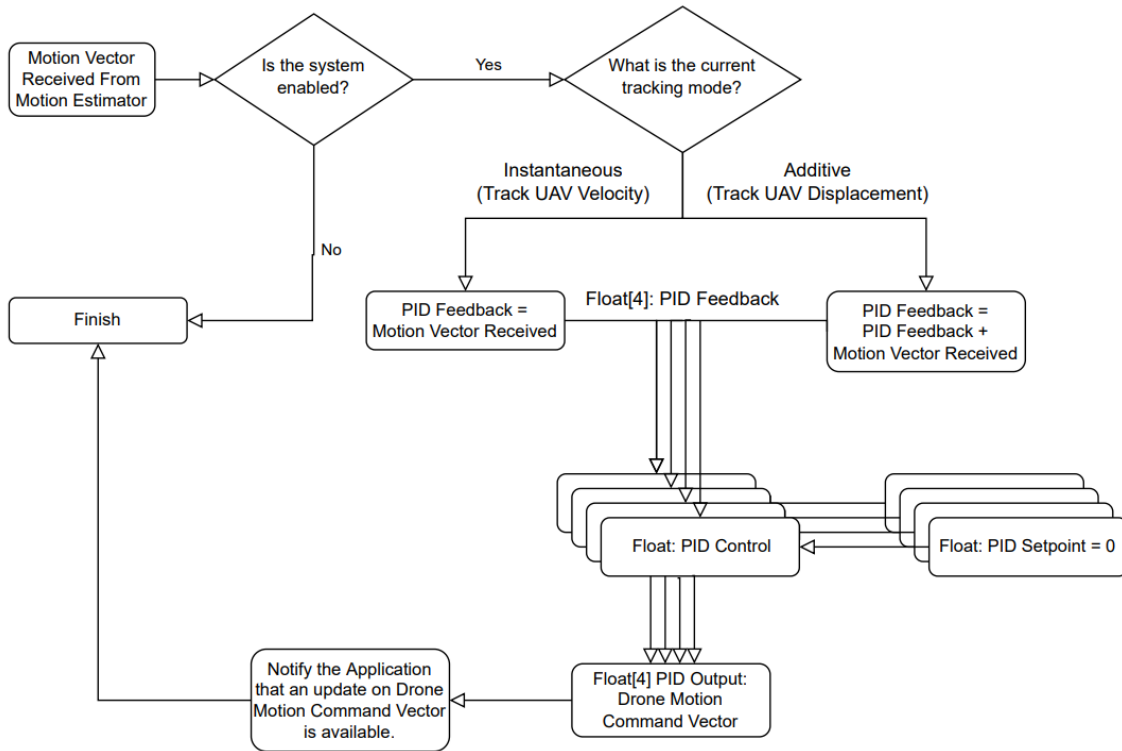 Motion Vector
Received From
Motion Estimator
Is the system
enabled?
Yes
What is the current
tracking mode?
No
Instantaneous
(Track UAV Velocity)
Additive
(Track UAV Displacement)
Finish
PID Feedback =
Motion Vector Received
Float[4]: PID Feedback
PID Feedback =
PID Feedback +
Motion Vector Received
Float: PID Control
Float: PID Setpoint = 0
Notify the Application
that an update on Drone
Motion Command Vector
is available.
Float[4] PID Output:
Drone Motion
Command Vector